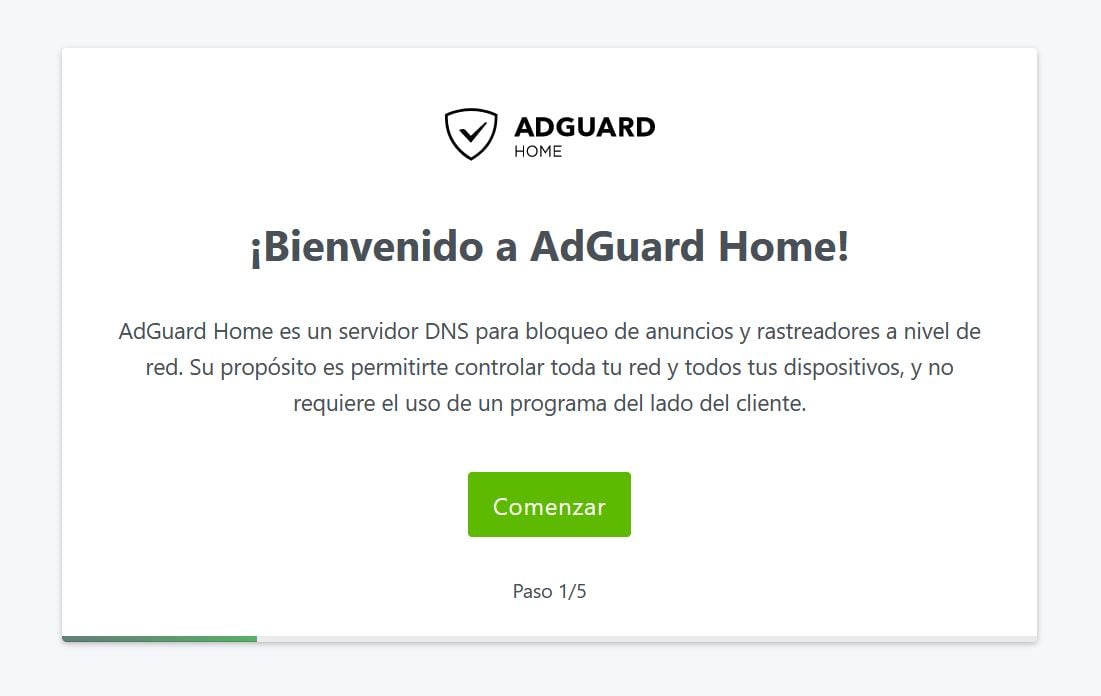 ADGUARD
HOME
¡Bienvenido a AdGuard Home!
AdGuard Home es un servidor DNS para bloqueo de anuncios y rastreadores a nivel de
red. Su propósito es permitirte controlar toda tu red y todos tus dispositivos, y no
requiere el uso de un programa del lado del cliente.
Comenzar
Paso 1/5